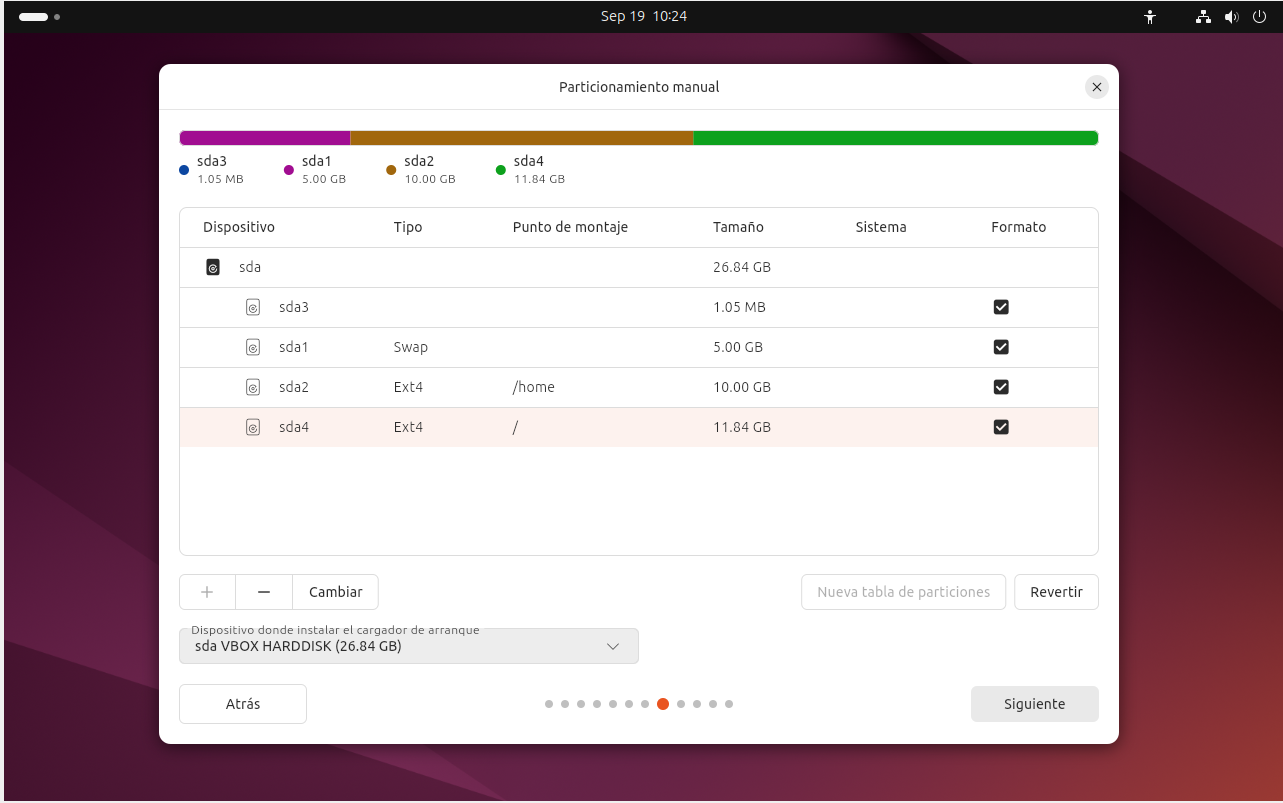 Sep 19 10:24
Particionamiento manual
sda3 sda1 sda2 sda4
1.05 MB 5.00 GB 10.00 GB 11.84 GB
Dispositivo Tipo Punto de montaje Tamaño Sistema Formato
sda 26.84 GB
sda3 1.05 MB
sda1 Swap 5.00 GB
sda2 Ext4 /home 10.00 GB
sda4 Ext4 / 11.84 GB
+ − Cambiar Nueva tabla de particiones Revertir
Dispositivo donde instalar el cargador de arranque
sda VBOX HARDDISK (26.84 GB)
Atrás Siguiente